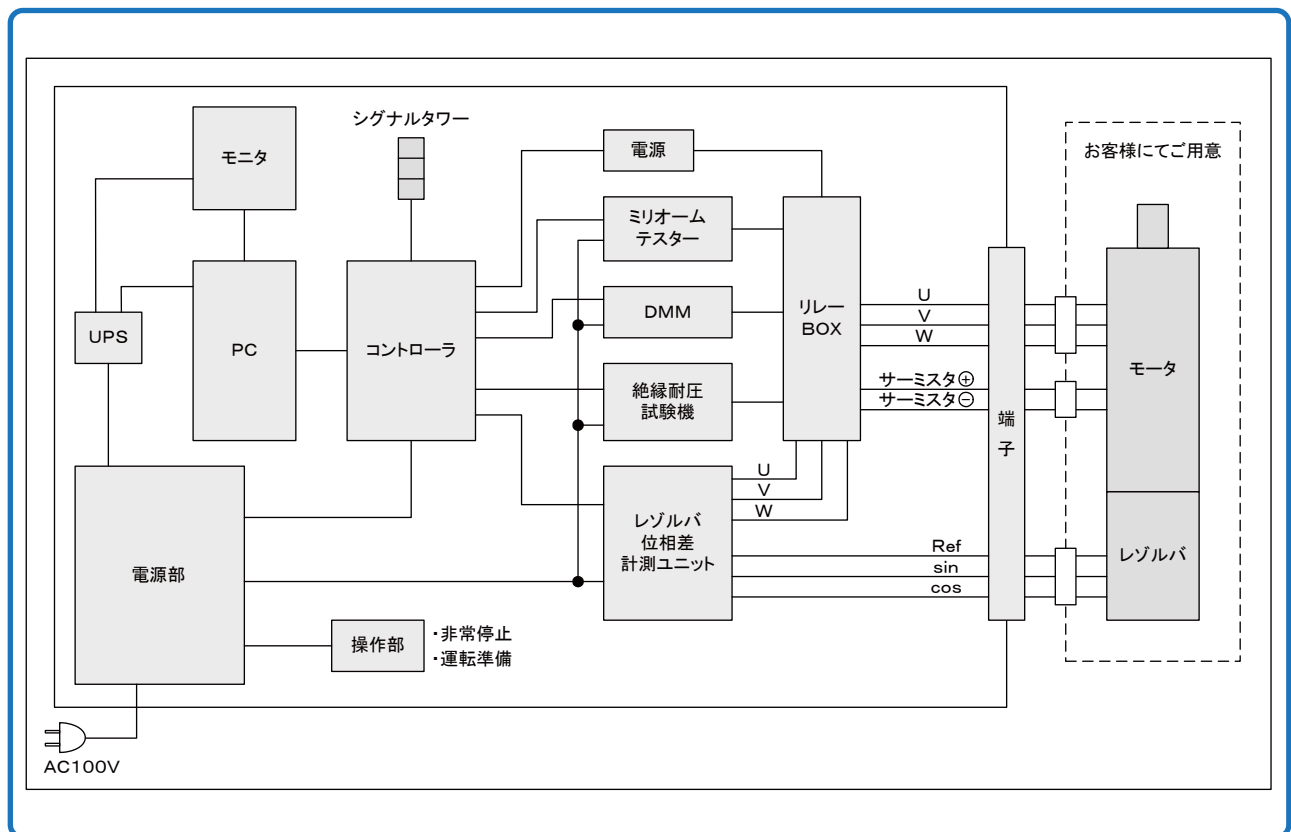 シグナルタワー
モニタ
電源
お客様にてご用意
ミリオーム
テスター
UPS
PC
コントローラ
DMM
リレー
BOX
U
V
W
モータ
絶縁耐圧
試験機
サーミスタ⊕
サーミスタ⊖
端
子
U
V
W
レゾルバ
位相差
計測ユニット
Ref
sin
cos
レゾルバ
電源部
操作部
・非常停止
・運転準備
AC100V